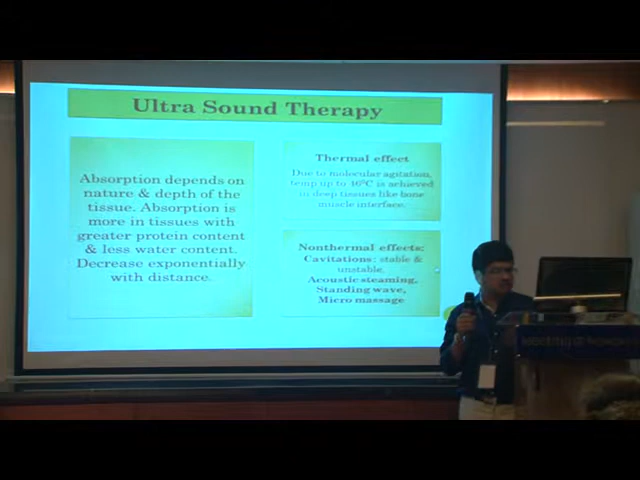 Ultra Sound Therapy
Absorption depends on
nature & depth of the
tissue. Absorption is
more in tissues with
greater protein content
& less water content.
Decrease exponentially
with distance.
Thermal effect
Due to molecular agitation,
temp up to 46°C is achieved
in deep tissues like bone
muscle interface.
Nonthermal effects:
Cavitations: stable &
unstable,
Acoustic steaming,
Standing wave,
Micro massage